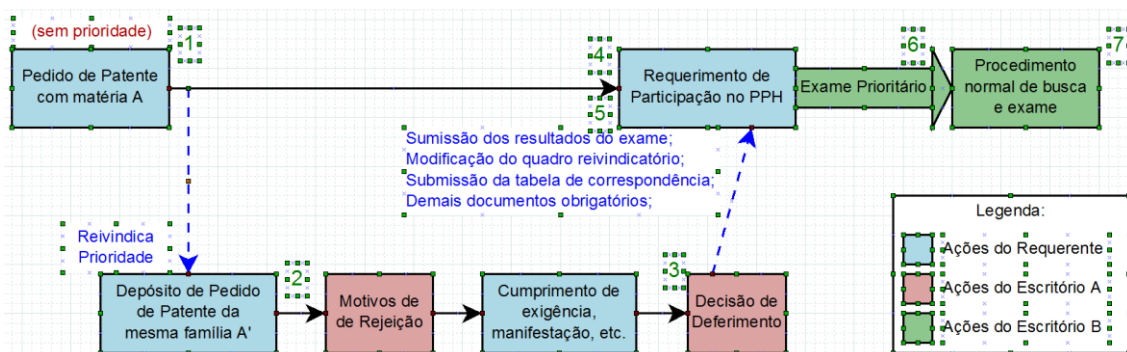 (sem prioridade)
1
Pedido de Patente
com matéria A
4
5
Requerimento de
Participação no PPH
6
Exame Prioritário
7
Procedimento
normal de busca
e exame
Sumissão dos resultados do exame;
Modificação do quadro reivindicatório;
Submissão da tabela de correspondência;
Demais documentos obrigatórios;
Reivindica
Prioridade
Depósito de Pedido
de Patente da
mesma família A'
2
Motivos de
de Rejeição
Cumprimento de
exigência,
manifestação, etc.
3
Decisão de
Deferimento
Legenda:
Ações do Requerente
Ações do Escritório A
Ações do Escritório B